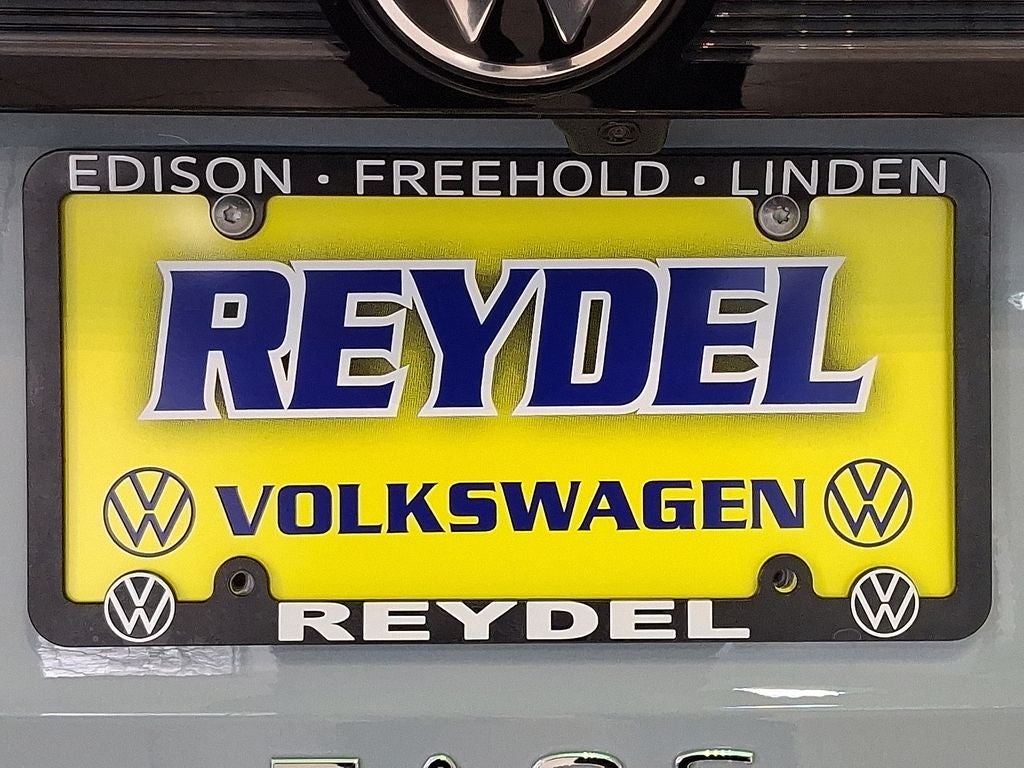 EDISON • FREEHOLD • LINDEN
REYDEL
VOLKSWAGEN
REYDEL